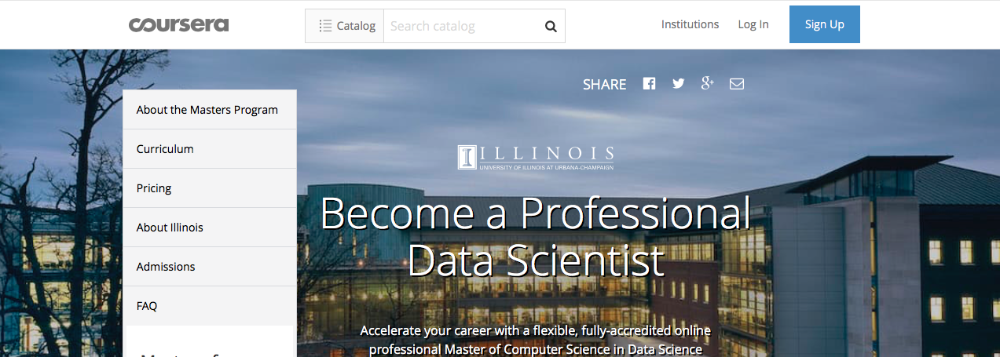 coursera
Catalog
Search catalog
Institutions
Log In
Sign Up
SHARE
About the Masters Program
Curriculum
Pricing
About Illinois
Admissions
FAQ
I ILLINOIS
UNIVERSITY OF ILLINOIS AT URBANA-CHAMPAIGN
Become a Professional
Data Scientist
Accelerate your career with a flexible, fully-accredited online
professional Master of Computer Science in Data Science